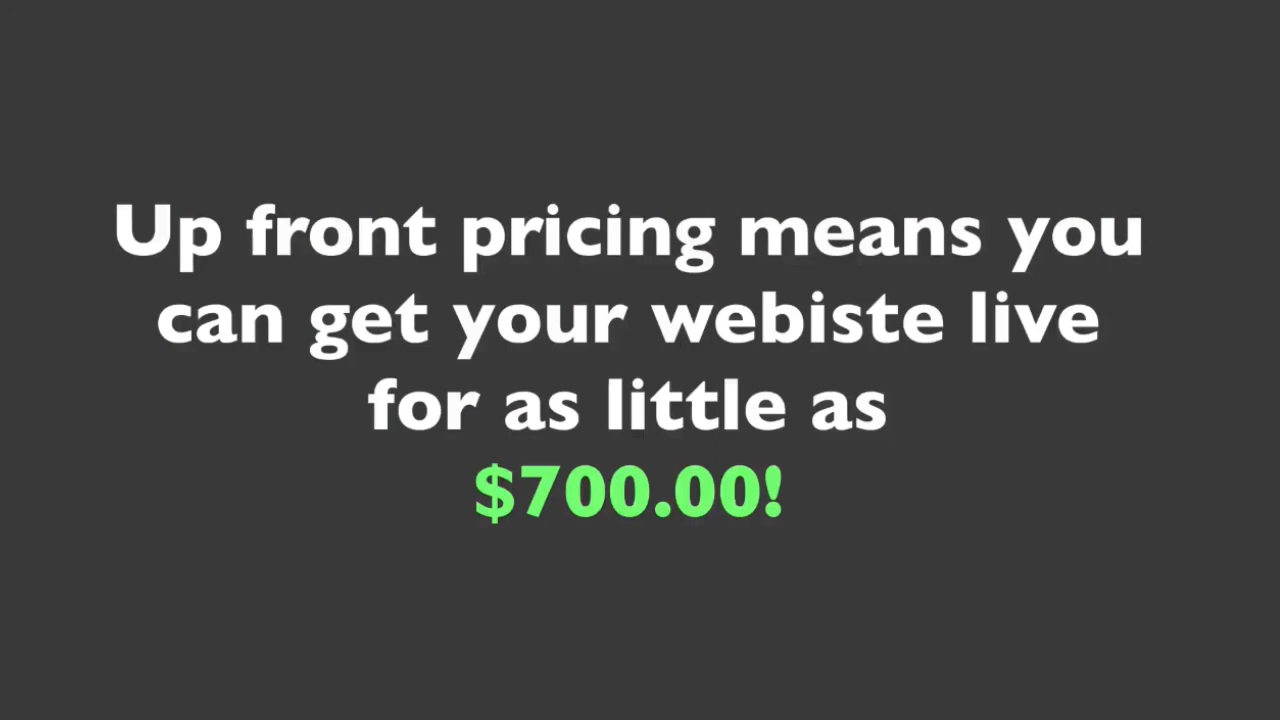 Up front pricing means you
can get your webiste live
for as little as
$700.00!